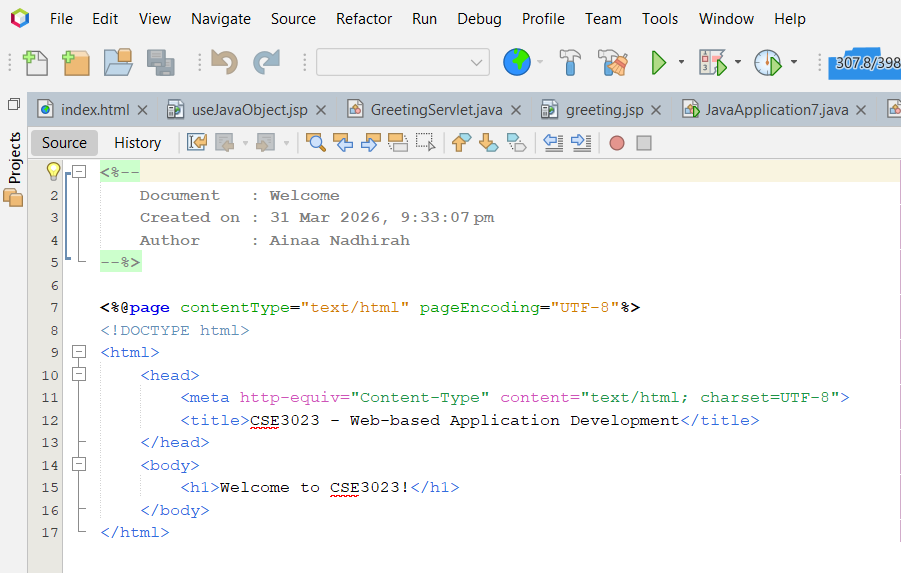 File Edit View Navigate Source Refactor Run Debug Profile Team Tools Window Help
307.8/398
index.html useJavaObject.jsp GreetingServlet.java greeting.jsp JavaApplication7.java
Projects
Source History
<%--
2 Document : Welcome
3 Created on : 31 Mar 2026, 9:33:07 pm
4 Author : Ainaa Nadhirah
5 --%>
6
7 <%@page contentType="text/html" pageEncoding="UTF-8"%>
8 <!DOCTYPE html>
9 <html>
10 <head>
11 <meta http-equiv="Content-Type" content="text/html; charset=UTF-8">
12 <title>CSE3023 - Web-based Application Development</title>
13 </head>
14 <body>
15 <h1>Welcome to CSE3023!</h1>
16 </body>
17 </html>